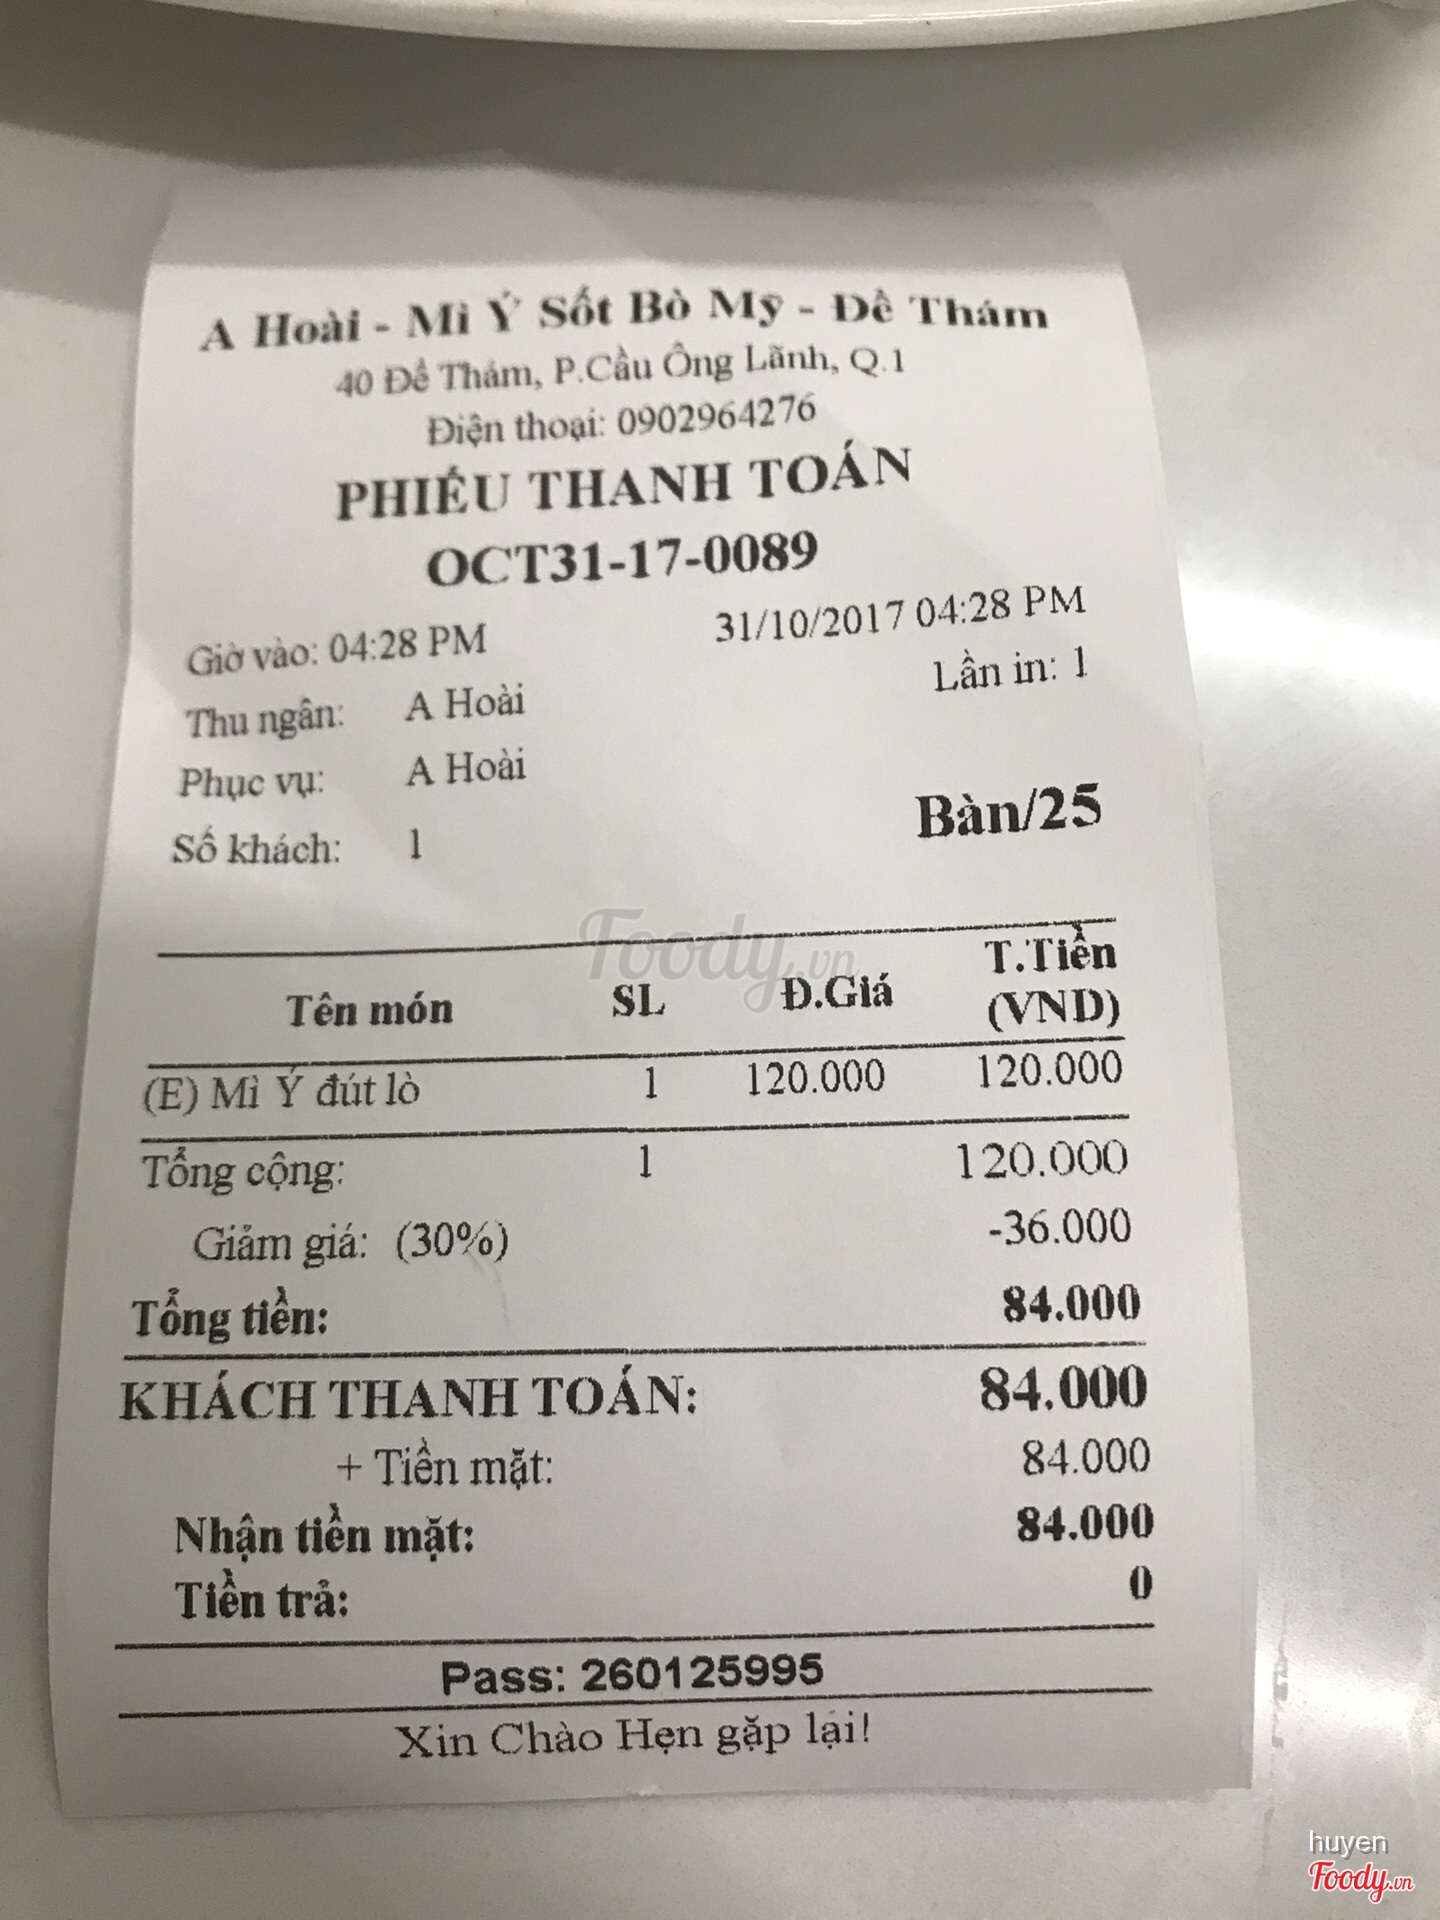 A Hoài - Mì Ý Sốt Bò Mỹ - Đề Thám
40 Đề Thám, P.Cầu Ông Lãnh, Q.1
Điện thoại: 0902964276
PHIẾU THANH TOÁN
OCT31-17-0089
Giờ vào: 04:28 PM 31/10/2017 04:28 PM
Thu ngân: A Hoài Lần in: 1
Phục vụ: A Hoài
Số khách: 1 Bàn/25
Foody.vn
Tên món SL Đ.Giá T.Tiền (VND)
(E) Mì Ý đút lò 1 120.000 120.000
Tổng cộng: 1 120.000
Giảm giá: (30%) -36.000
Tổng tiền: 84.000
KHÁCH THANH TOÁN: 84.000
+ Tiền mặt: 84.000
Nhận tiền mặt: 84.000
Tiền trả: 0
Pass: 260125995
Xin Chào Hẹn gặp lại!
huyen
Foody.vn